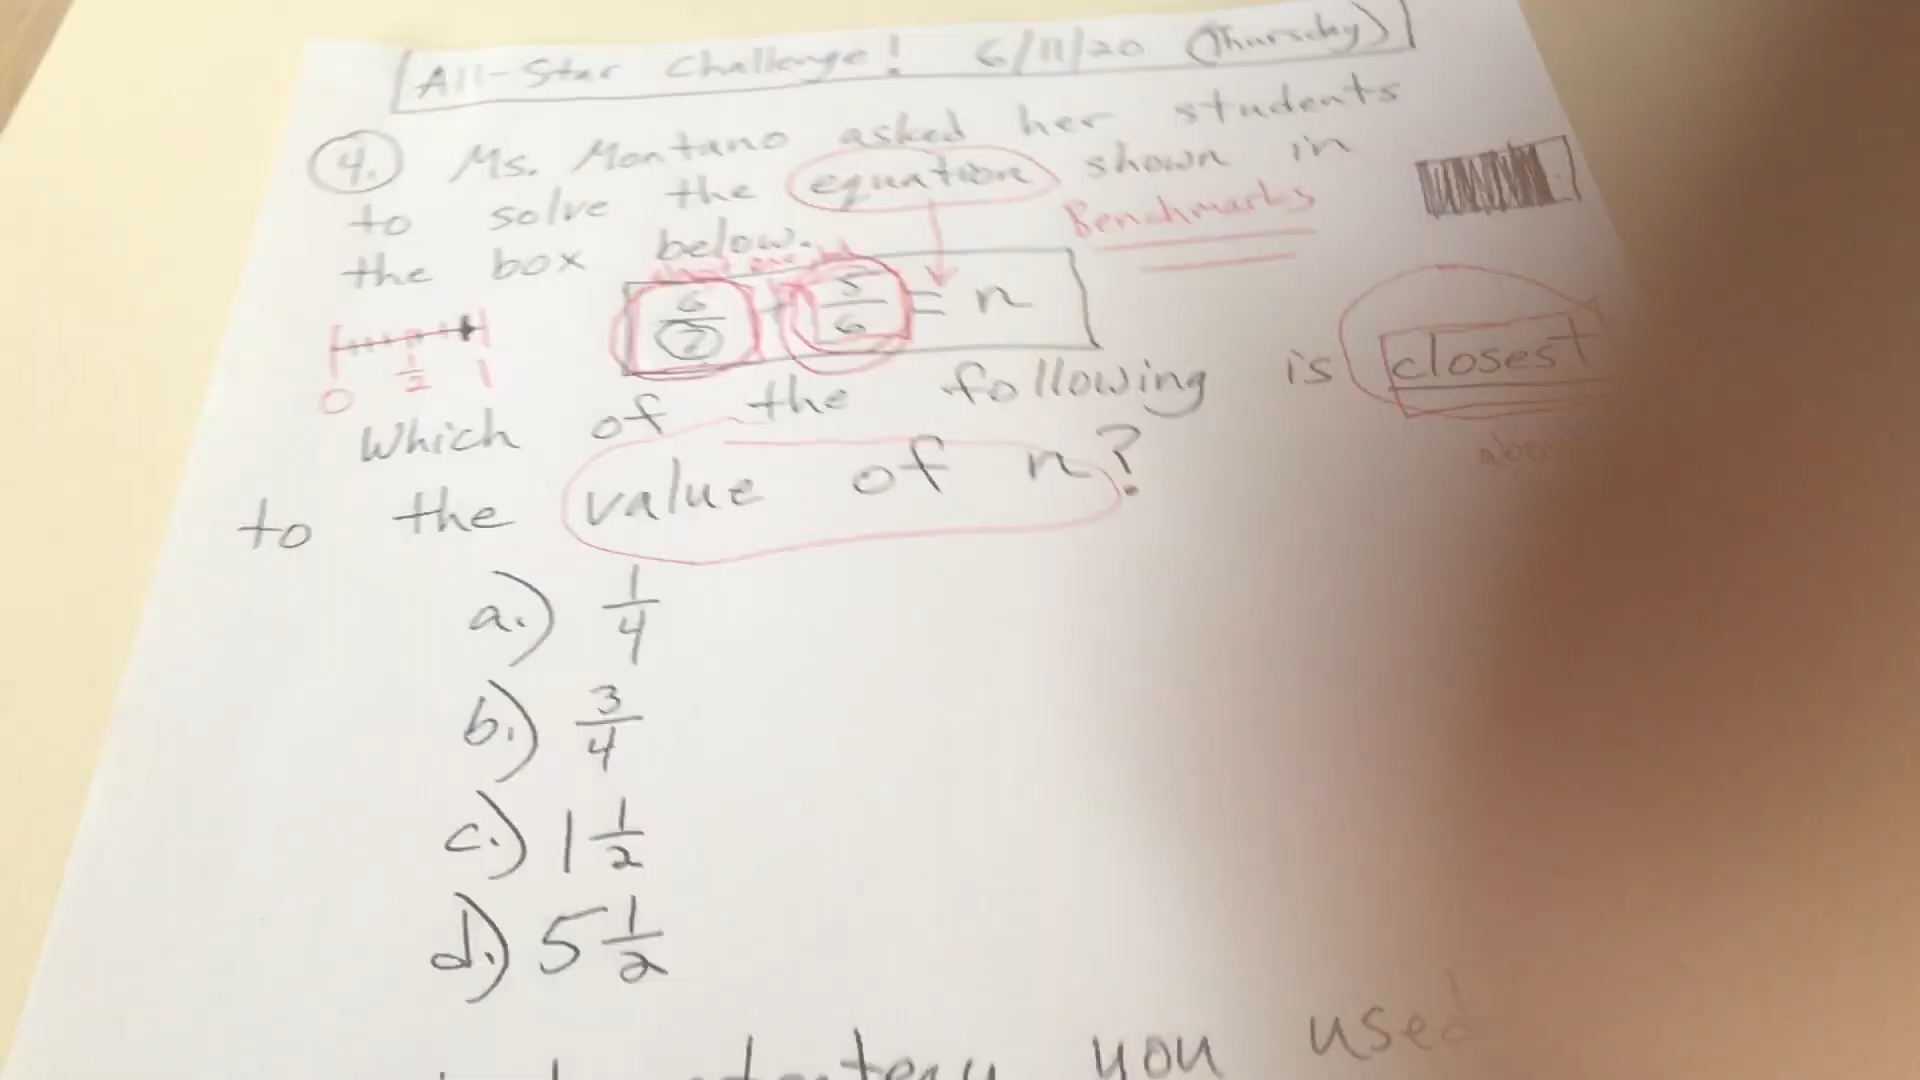 All-Star Challenge! 6/11/20 (Thursday)
4. Ms. Montano asked her students
to solve the equation shown in
the box below.
Benchmarks
6/7 + 5/6 = n
0 1/2 1
Which of the following is closest
to the value of n?
a.) 1/4
b.) 3/4
c.) 1 1/2
d.) 5 1/2
you used